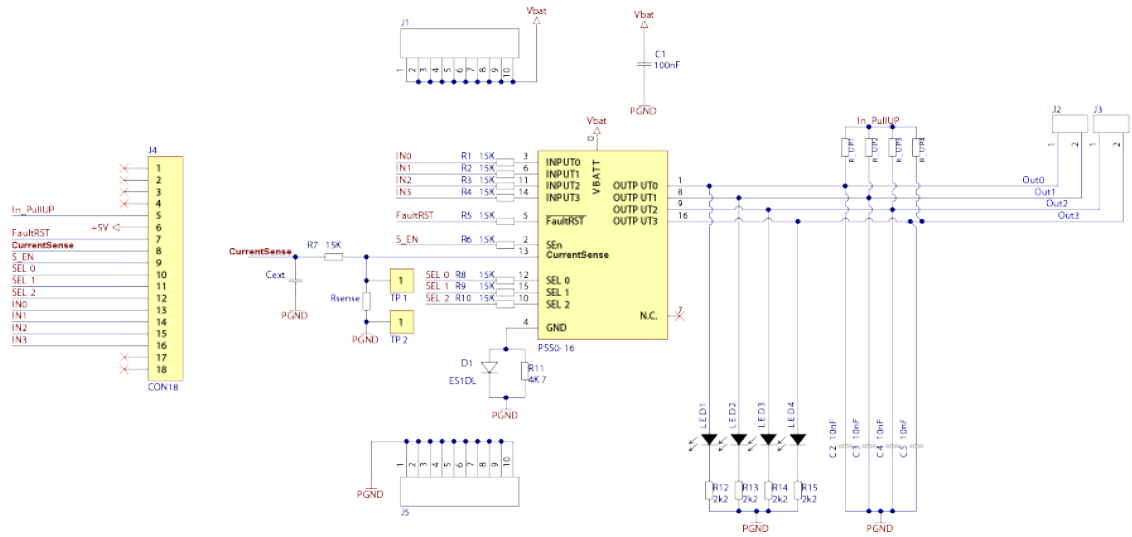 Vbat
J1
1 2 3 4 5 6 7 8 9 10
Vbat
C1
100nF
PGND
J4
1
2
3
4
In_PullUP 5
+5V 6
FaultRST 7
CurrentSense 8
S_EN 9
SEL 0 10
SEL 1 11
SEL 2 12
IN0 13
IN1 14
IN2 15
IN3 16
17
18
CON18
Vbat
0
VBATT
IN0 R1 15K 3 INPUT0
IN1 R2 15K 6 INPUT1
IN2 R3 15K 11 INPUT2
IN3 R4 15K 14 INPUT3
FaultRST R5 15K 5 FaultRST
S_EN R6 15K 2 SEn
CurrentSense R7 15K 13 CurrentSense
SEL 0 R8 15K 12 SEL 0
SEL 1 R9 15K 15 SEL 1
SEL 2 R10 15K 10 SEL 2
4 GND
OUTP UT0 1
OUTP UT1 8
OUTP UT2 9
OUTP UT3 16
N.C. 7
PS50-16
Cext
PGND
Rsense
1
TP1
1
TP2
PGND
D1
ES1DL
R11
4K7
PGND
In_PullUP
R_UP1 R_UP2 R_UP3 R_UP4
J2
1 2
J3
1 2
Out0
Out1
Out2
Out3
LED1 LED2 LED3 LED4
R12
2k2
R13
2k2
R14
2k2
R15
2k2
PGND
C2 10nF
C3 10nF
C4 10nF
C5 10nF
PGND
1 2 3 4 5 6 7 8 9 10
PGND
J5